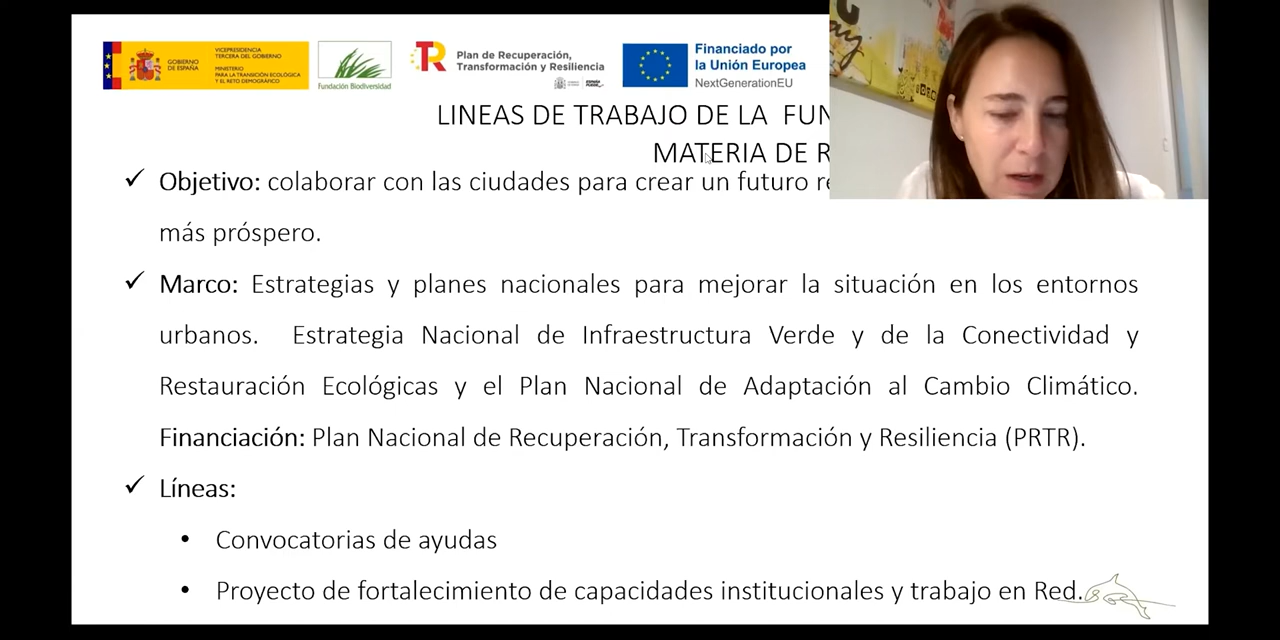 VICEPRESIDENCIA
TERCERA DEL GOBIERNO
GOBIERNO
DE ESPAÑA
MINISTERIO
PARA LA TRANSICIÓN ECOLÓGICA
Y EL RETO DEMOGRÁFICO
Fundación Biodiversidad
TR
Plan de Recuperación,
Transformación y Resiliencia
Financiado por
la Unión Europea
NextGenerationEU
LINEAS DE TRABAJO DE LA FUN
MATERIA DE R
✓ Objetivo: colaborar con las ciudades para crear un futuro re
más próspero.
✓ Marco: Estrategias y planes nacionales para mejorar la situación en los entornos
urbanos. Estrategia Nacional de Infraestructura Verde y de la Conectividad y
Restauración Ecológicas y el Plan Nacional de Adaptación al Cambio Climático.
Financiación: Plan Nacional de Recuperación, Transformación y Resiliencia (PRTR).
✓ Líneas:
• Convocatorias de ayudas
• Proyecto de fortalecimiento de capacidades institucionales y trabajo en Red.